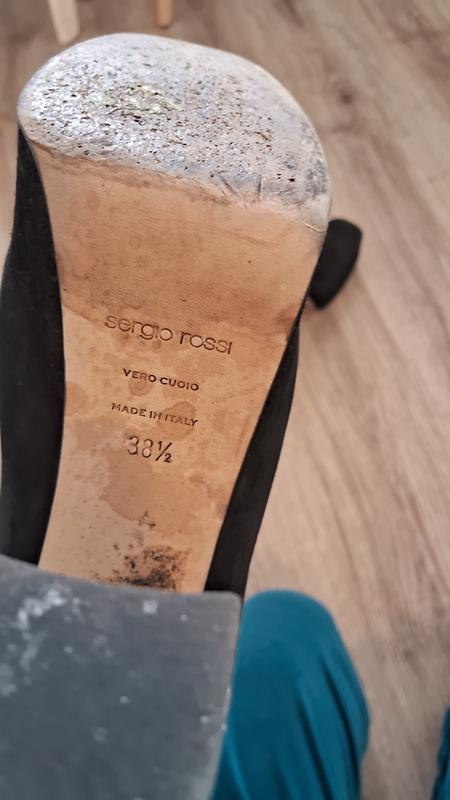 sergio rossi
VERO CUOIO
MADE IN ITALY
38½